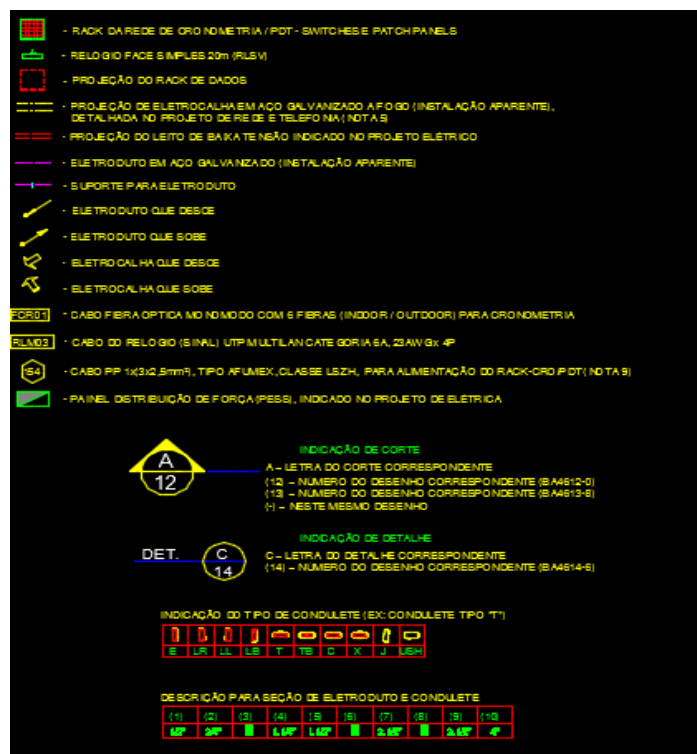 - RACK DA REDE DE CRONOMETRIA / PDT - SWITCHES E PATCH PANELS
- RELOGIO FACE SIMPLES 20m (RLSV)
- PROJEÇÃO DO RACK DE DADOS
- PROJEÇÃO DE ELETROCALHA EM AÇO GALVANIZADO A FOGO (INSTALAÇÃO APARENTE),
DETALHADA NO PROJETO DE REDE E TELEFONIA (NOTA 5)
- PROJEÇÃO DO LEITO DE BAIXA TENSÃO INDICADO NO PROJETO ELÉTRICO
- ELETRODUTO EM AÇO GALVANIZADO (INSTALAÇÃO APARENTE)
- SUPORTE PARA ELETRODUTO
- ELETRODUTO QUE DESCE
- ELETRODUTO QUE SOBE
- ELETROCALHA QUE DESCE
- ELETROCALHA QUE SOBE
FCR01 - CABO FIBRA OPTICA MONOMODO COM 6 FIBRAS (INDOOR / OUTDOOR) PARA CRONOMETRIA
RLM03 - CABO DO RELOGIO (SINAL) UTP MULTILAN CATEGORIA 6A, 23AWGx 4P
154 - CABO PP 1x(3x2,5mm²), TIPO AFUMEX, CLASSE LSZH, PARA ALIMENTAÇÃO DO RACK-CRO/PDT (NOTA 9)
- PAINEL DISTRIBUIÇÃO DE FORÇA (PESS), INDICADO NO PROJETO DE ELÉTRICA
INDICAÇÃO DE CORTE
A
12
A – LETRA DO CORTE CORRESPONDENTE
(12) – NUMERO DO DESENHO CORRESPONDENTE (BA4612-0)
(13) – NUMERO DO DESENHO CORRESPONDENTE (BA4613-8)
(-) – NESTE MESMO DESENHO
INDICAÇÃO DE DETALHE
DET. C
14
C – LETRA DO DETALHE CORRESPONDENTE
(14) – NUMERO DO DESENHO CORRESPONDENTE (BA4614-6)
INDICAÇÃO DO TIPO DE CONDULETE (EX: CONDULETE TIPO "T")
E LR LL LB T TB C X J
DESCRIÇÃO PARA SEÇÃO DE ELETRODUTO E CONDULETE
(1) (2) (3) (4) (5) (6) (7) (8) (9) (10)
4"